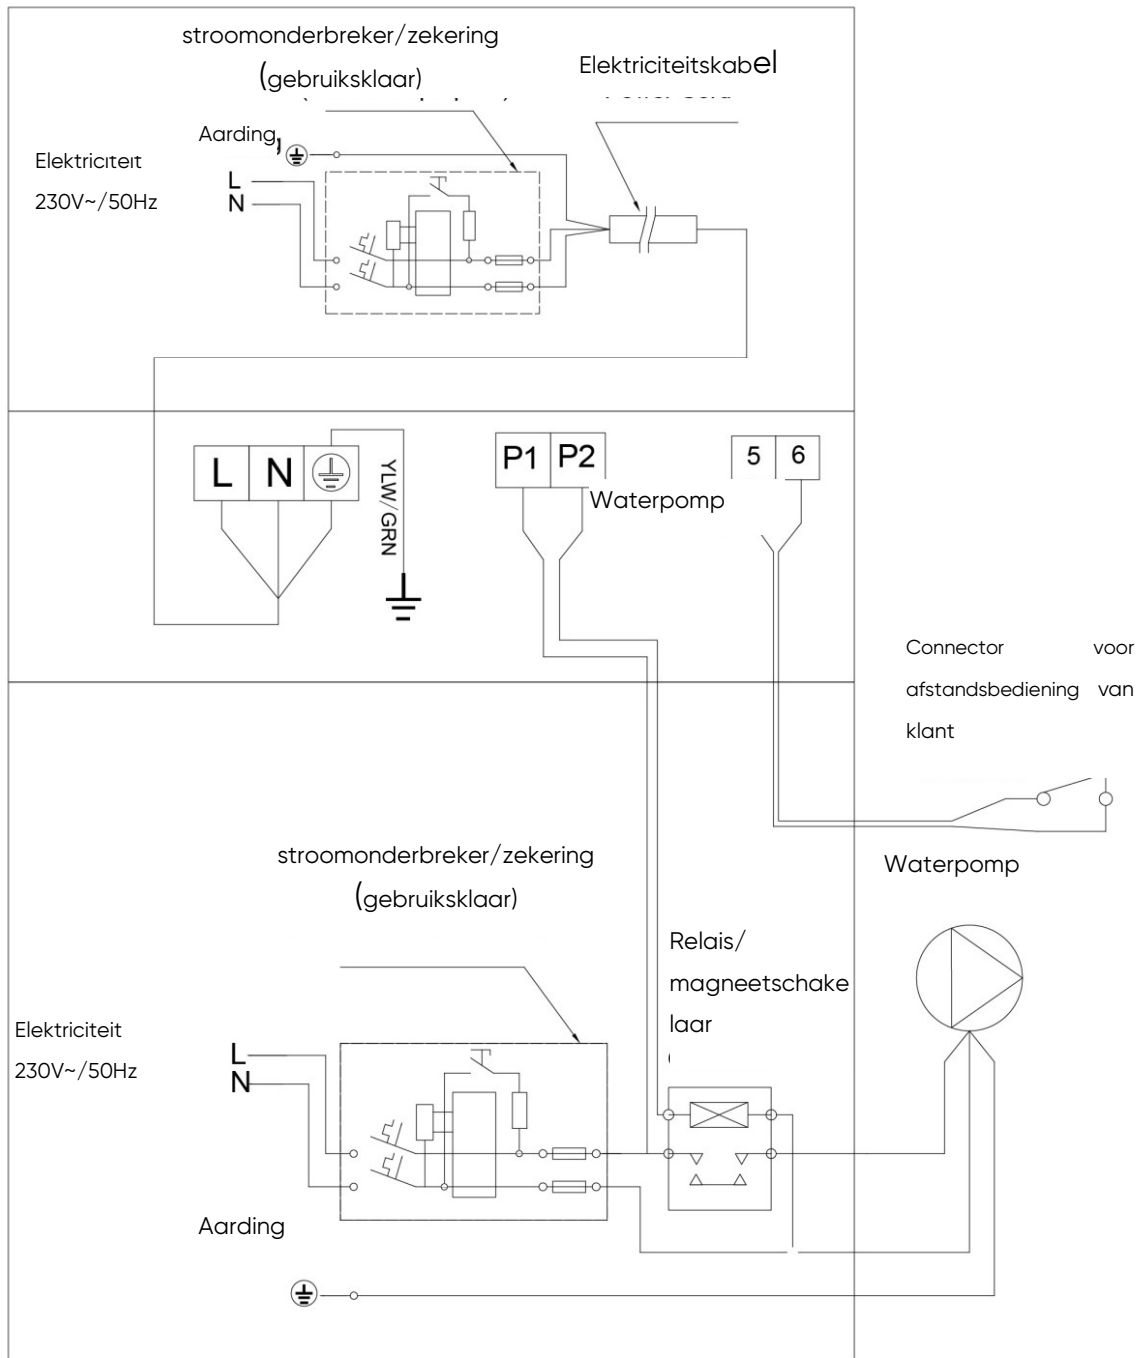 stroomonderbreker/zekering
(gebruiksklaar)
Elektriciteitskabel
Aarding
Elektriciteit
230V~/50Hz
L
N
L N
YLW/GRN
P1 P2
Waterpomp
5 6
Connector voor
afstandsbediening van
klant
stroomonderbreker/zekering
(gebruiksklaar)
Waterpomp
Relais/
magneetschake
laar
Elektriciteit
230V~/50Hz
L
N
Aarding